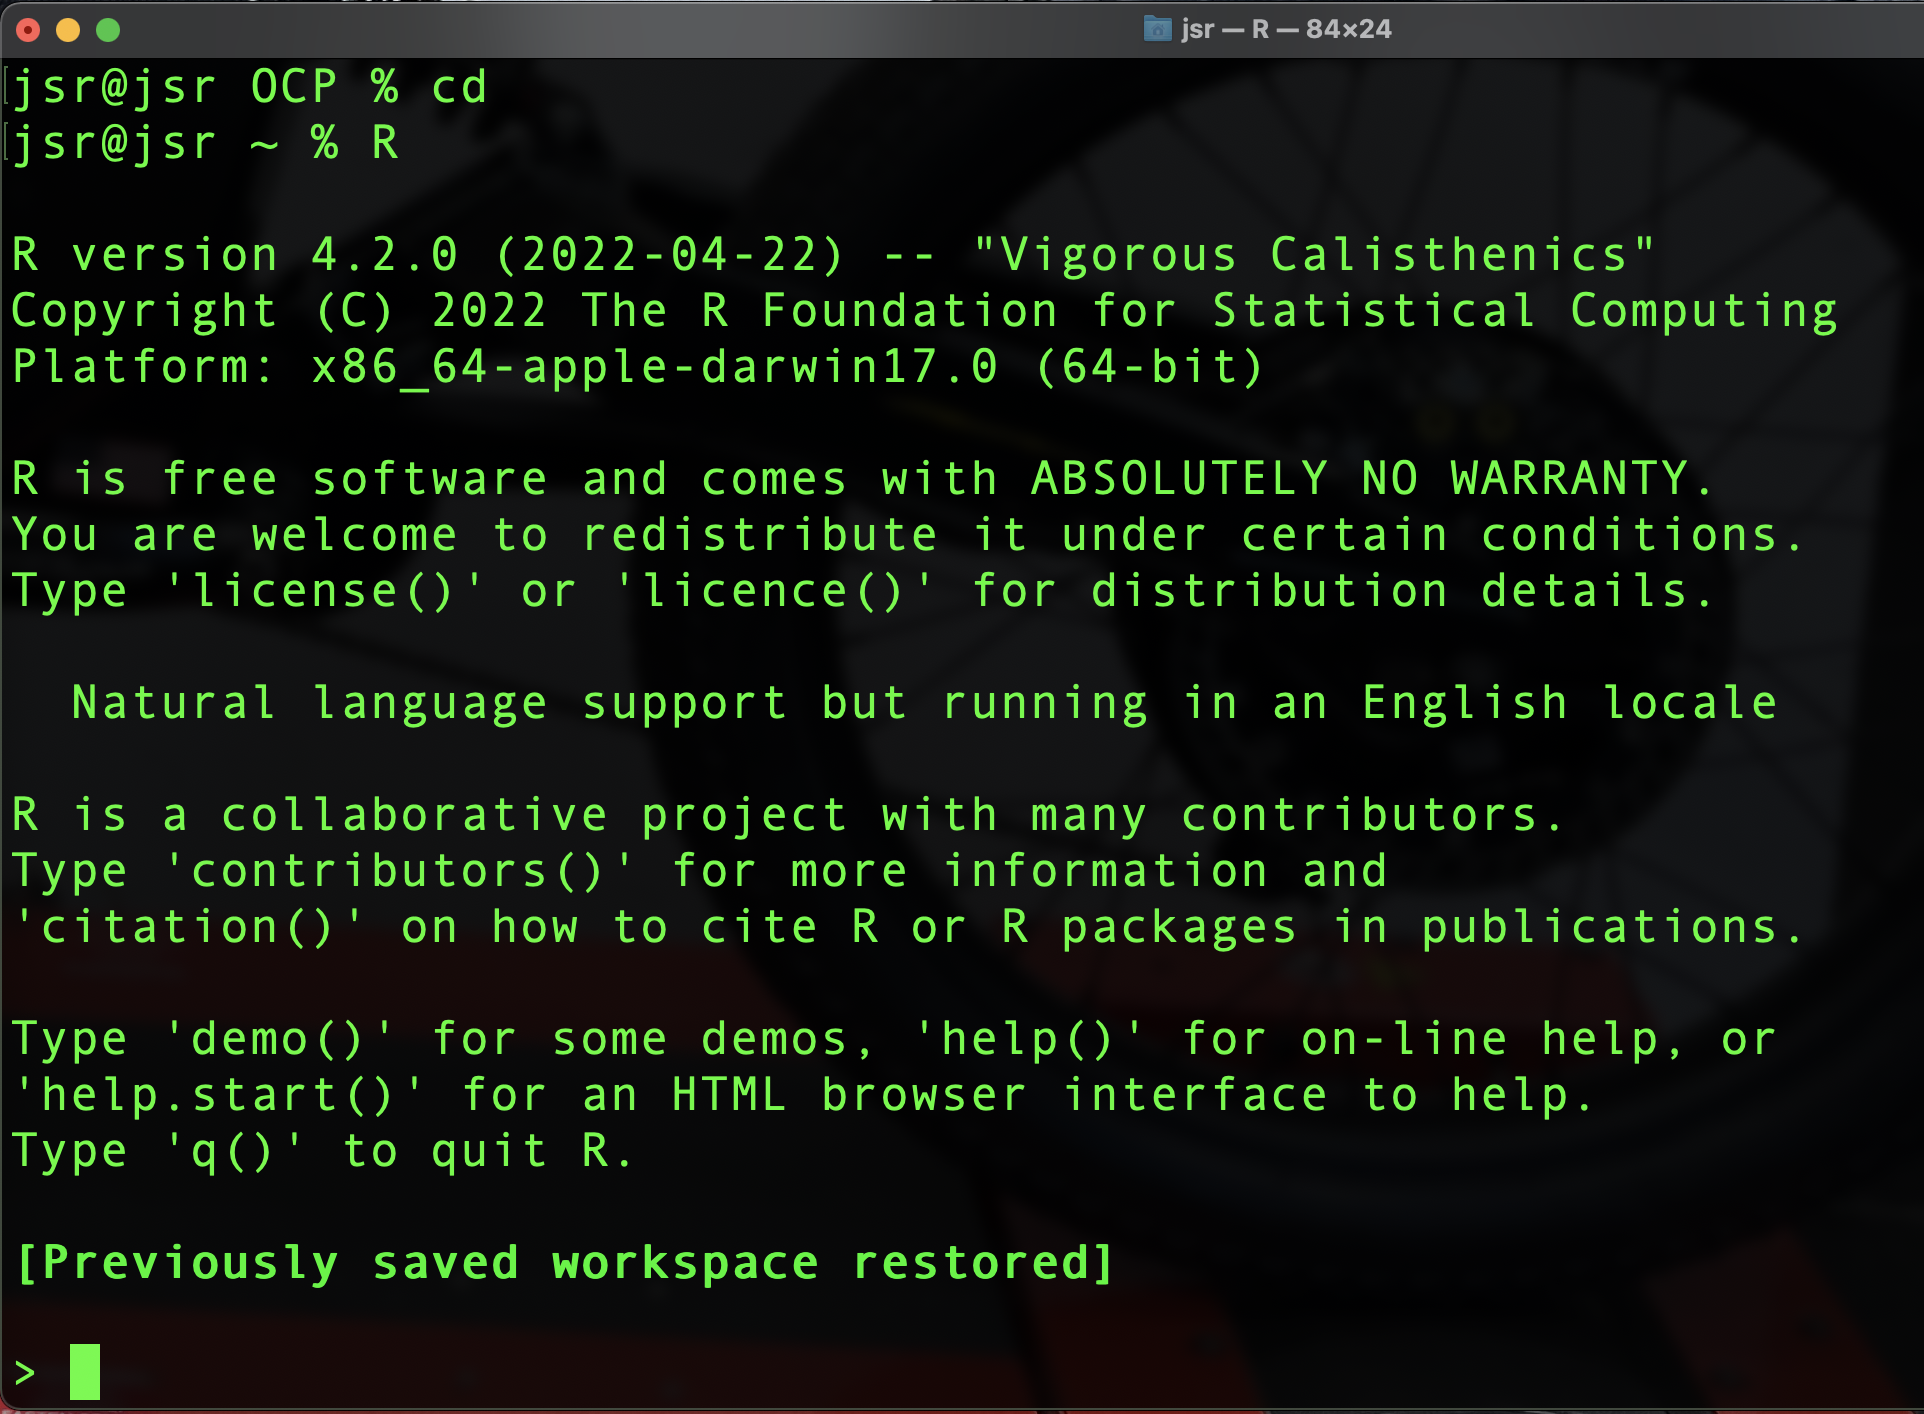 jsr — R — 84×24
jsr@jsr OCP % cd
jsr@jsr ~ % R
R version 4.2.0 (2022-04-22) -- "Vigorous Calisthenics"
Copyright (C) 2022 The R Foundation for Statistical Computing
Platform: x86_64-apple-darwin17.0 (64-bit)
R is free software and comes with ABSOLUTELY NO WARRANTY.
You are welcome to redistribute it under certain conditions.
Type 'license()' or 'licence()' for distribution details.
Natural language support but running in an English locale
R is a collaborative project with many contributors.
Type 'contributors()' for more information and
'citation()' on how to cite R or R packages in publications.
Type 'demo()' for some demos, 'help()' for on-line help, or
'help.start()' for an HTML browser interface to help.
Type 'q()' to quit R.
[Previously saved workspace restored]
>